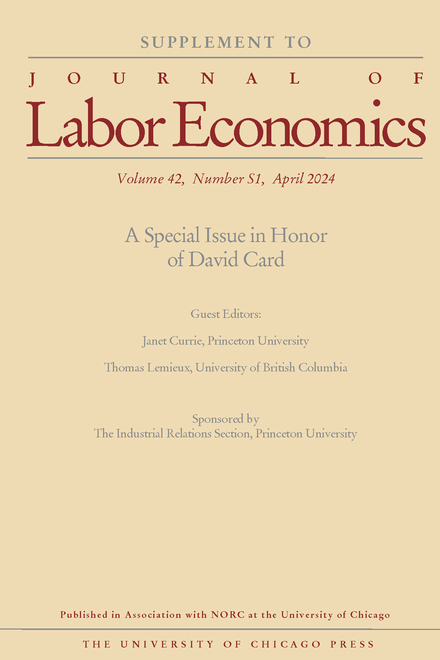 SUPPLEMENT TO
JOURNAL OF
Labor Economics
Volume 42, Number S1, April 2024
A Special Issue in Honor
of David Card
Guest Editors:
Janet Currie, Princeton University
Thomas Lemieux, University of British Columbia
Sponsored by
The Industrial Relations Section, Princeton University
Published in Association with NORC at the University of Chicago
THE UNIVERSITY OF CHICAGO PRESS